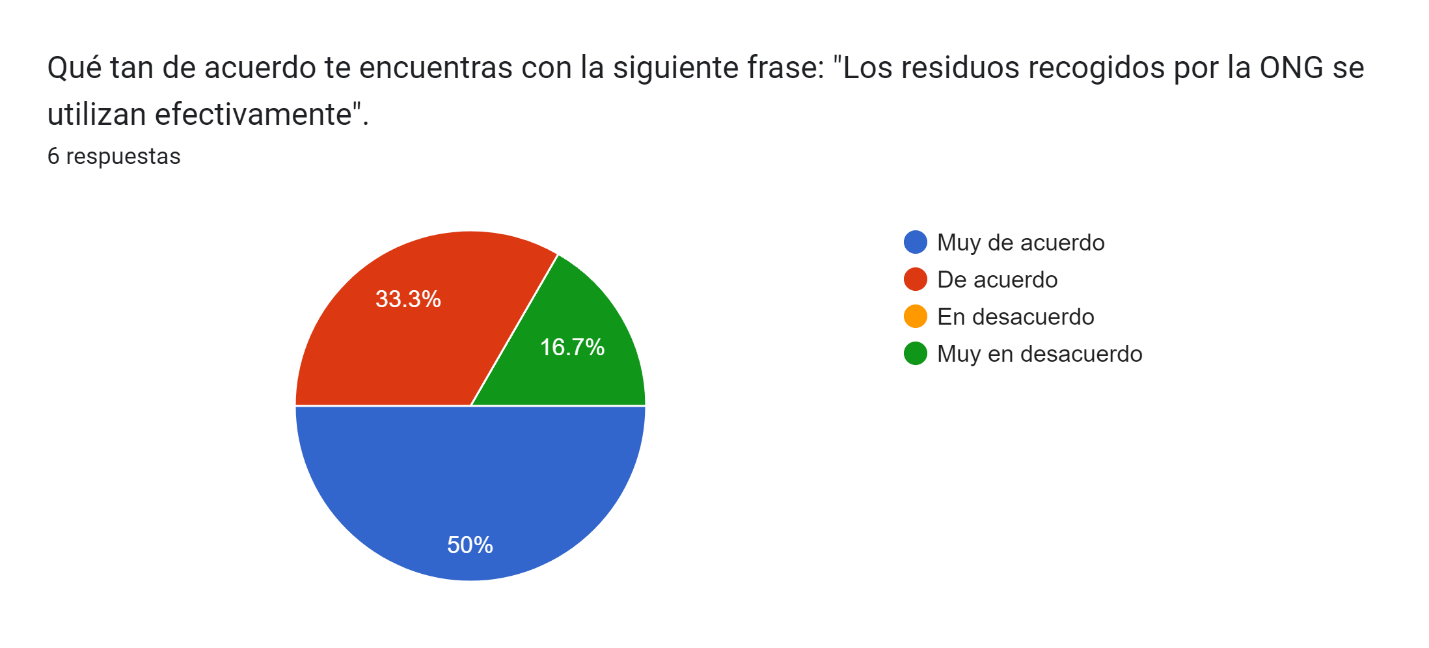 Qué tan de acuerdo te encuentras con la siguiente frase: "Los residuos recogidos por la ONG se
utilizan efectivamente".
6 respuestas
33.3%
16.7%
50%
Muy de acuerdo
De acuerdo
En desacuerdo
Muy en desacuerdo